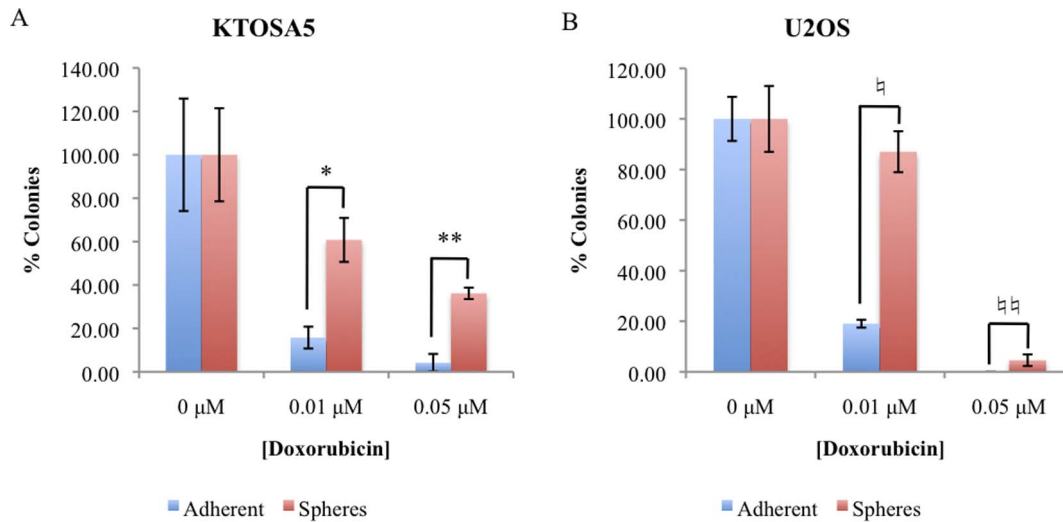 A
KTOSA5
% Colonies
140.00
120.00
100.00
80.00
60.00
40.00
20.00
0.00
*
**
0 μM 0.01 μM 0.05 μM
[Doxorubicin]
Adherent Spheres
B
U2OS
% Colonies
120.00
100.00
80.00
60.00
40.00
20.00
0.00
♮
♮♮
0 μM 0.01 μM 0.05 μM
[Doxorubicin]
Adherent Spheres